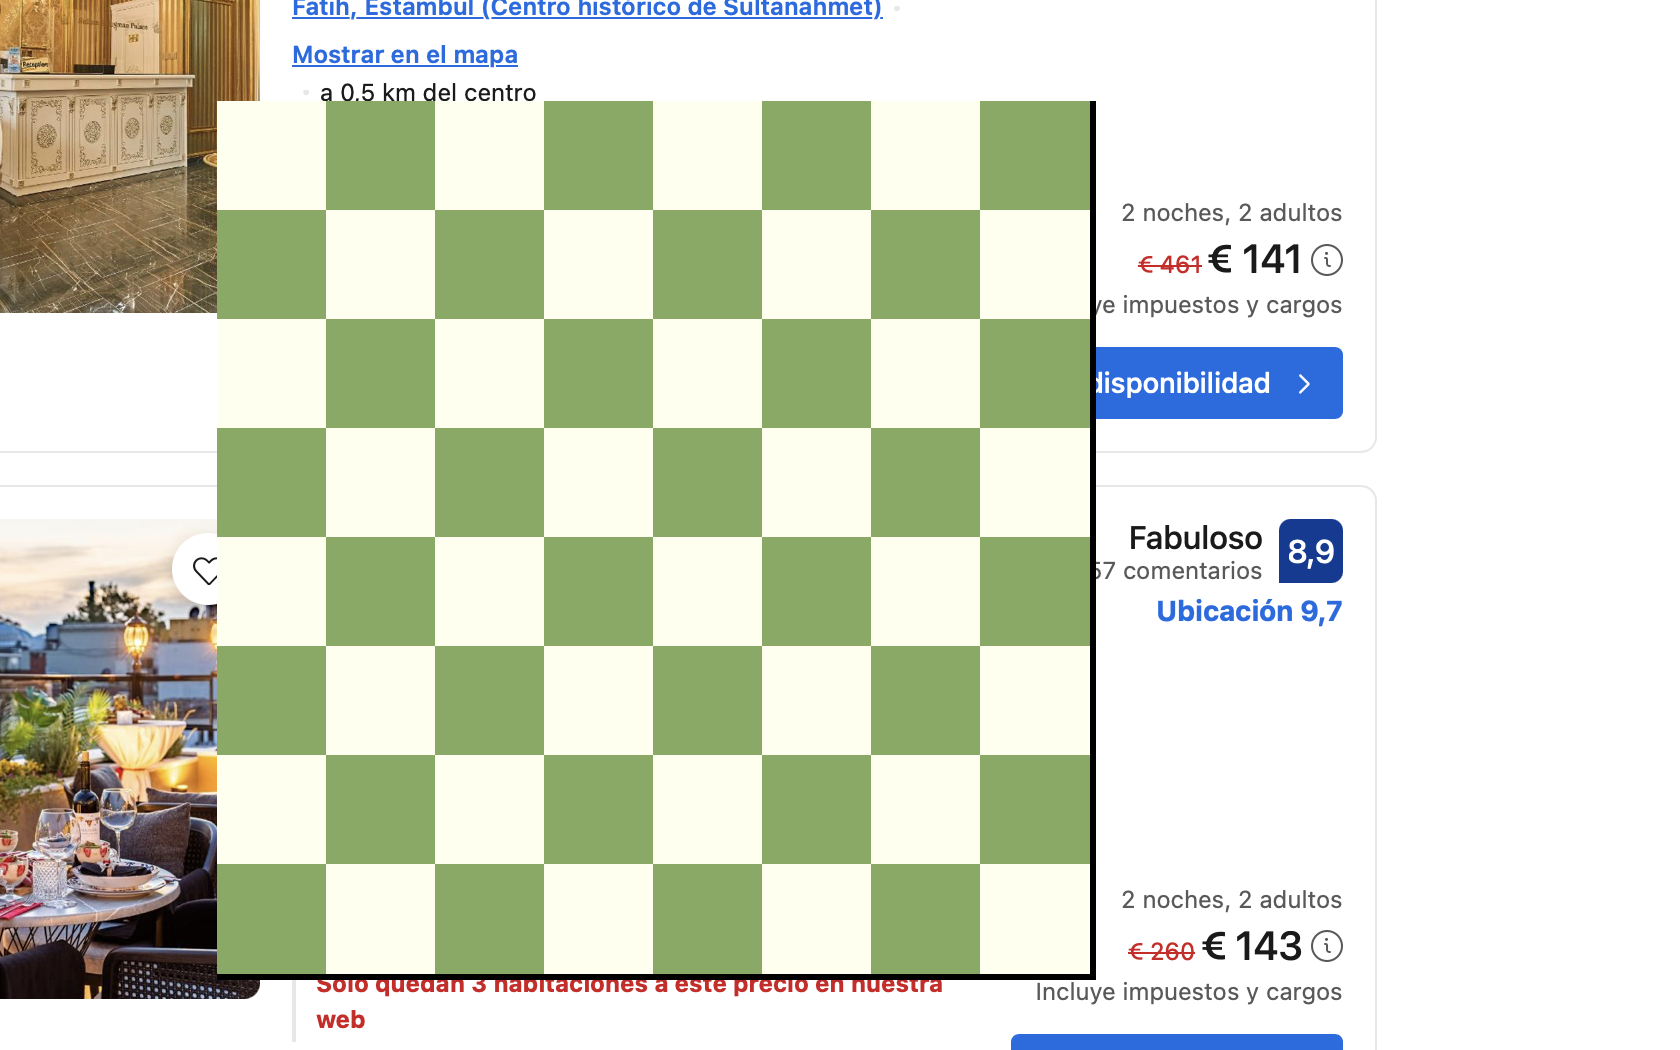 Fatih, Estambul (Centro histórico de Sultanahmet)
Mostrar en el mapa
a 0,5 km del centro
Reception
2 noches, 2 adultos
€ 461 € 141
impuestos y cargos
disponibilidad
Fabuloso 8,9
57 comentarios
Ubicación 9,7
2 noches, 2 adultos
€ 260 € 143
Incluye impuestos y cargos
Solo quedan 3 habitaciones a este precio en nuestra
web